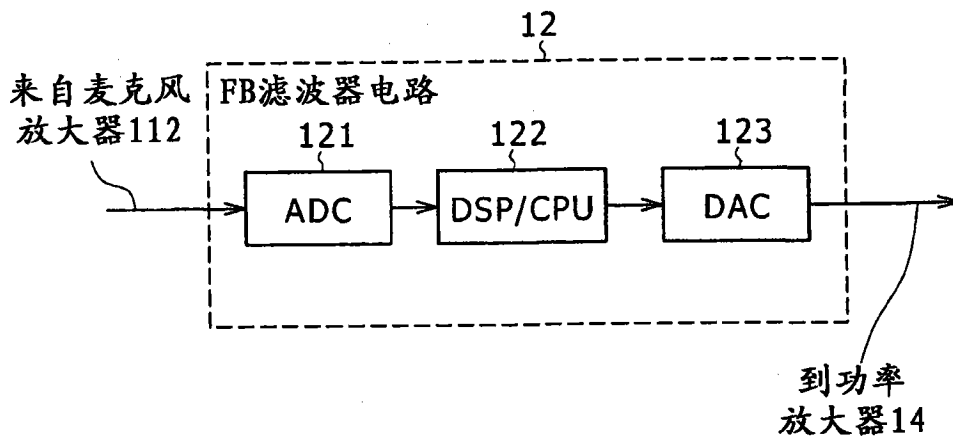 12
来自麦克风
放大器112
FB滤波器电路
121
122
123
ADC
DSP/CPU
DAC
到功率
放大器14